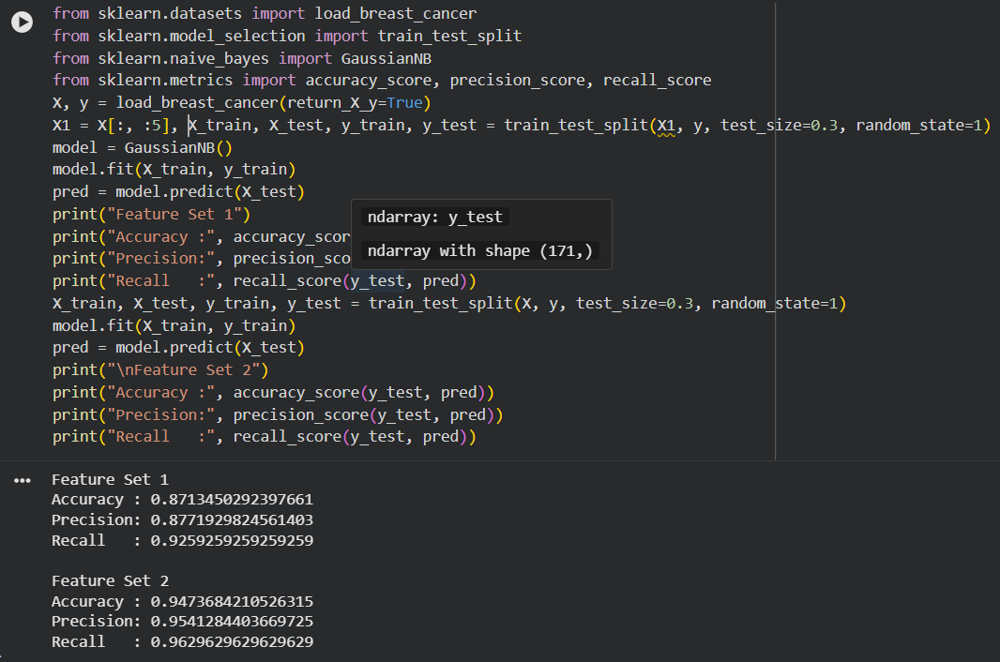 from sklearn.datasets import load_breast_cancer
from sklearn.model_selection import train_test_split
from sklearn.naive_bayes import GaussianNB
from sklearn.metrics import accuracy_score, precision_score, recall_score
X, y = load_breast_cancer(return_X_y=True)
X1 = X[:, :5], X_train, X_test, y_train, y_test = train_test_split(X1, y, test_size=0.3, random_state=1)
model = GaussianNB()
model.fit(X_train, y_train)
pred = model.predict(X_test)
print("Feature Set 1")
ndarray: y_test
print("Accuracy :", accuracy_scor
ndarray with shape (171,)
print("Precision:", precision_sco
print("Recall   :", recall_score(y_test, pred))
X_train, X_test, y_train, y_test = train_test_split(X, y, test_size=0.3, random_state=1)
model.fit(X_train, y_train)
pred = model.predict(X_test)
print("\nFeature Set 2")
print("Accuracy :", accuracy_score(y_test, pred))
print("Precision:", precision_score(y_test, pred))
print("Recall   :", recall_score(y_test, pred))
Feature Set 1
Accuracy : 0.8713450292397661
Precision: 0.8771929824561403
Recall   : 0.9259259259259259
Feature Set 2
Accuracy : 0.9473684210526315
Precision: 0.9541284403669725
Recall   : 0.9629629629629629